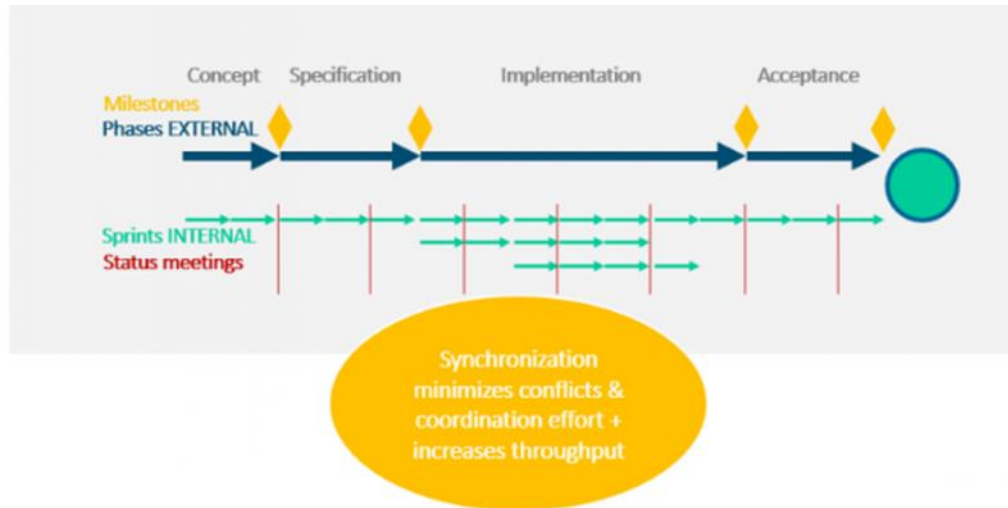 Concept Specification Implementation Acceptance
Milestones
Phases EXTERNAL
Sprints INTERNAL
Status meetings
Synchronization
minimizes conflicts &
coordination effort +
increases throughput